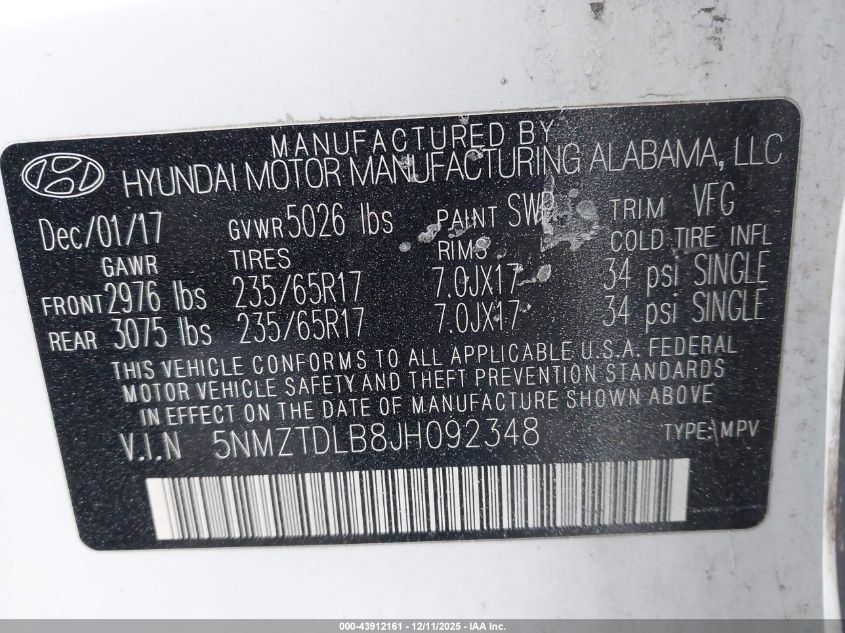 MANUFACTURED BY
HYUNDAI MOTOR MANUFACTURING ALABAMA, LLC
Dec/01/17 GVWR 5026 lbs PAINT SWP TRIM VFG
GAWR TIRES RIMS COLD TIRE INFL
FRONT 2976 lbs 235/65R17 7.0JX17 34 psi SINGLE
REAR 3075 lbs 235/65R17 7.0JX17 34 psi SINGLE
THIS VEHICLE CONFORMS TO ALL APPLICABLE U.S.A. FEDERAL
MOTOR VEHICLE SAFETY AND THEFT PREVENTION STANDARDS
IN EFFECT ON THE DATE OF MANUFACTURE SHOWN ABOVE
V.I.N 5NMZTDLB8JH092348 TYPE:MPV
000-43912161 - 12/11/2025 - IAA, Inc.